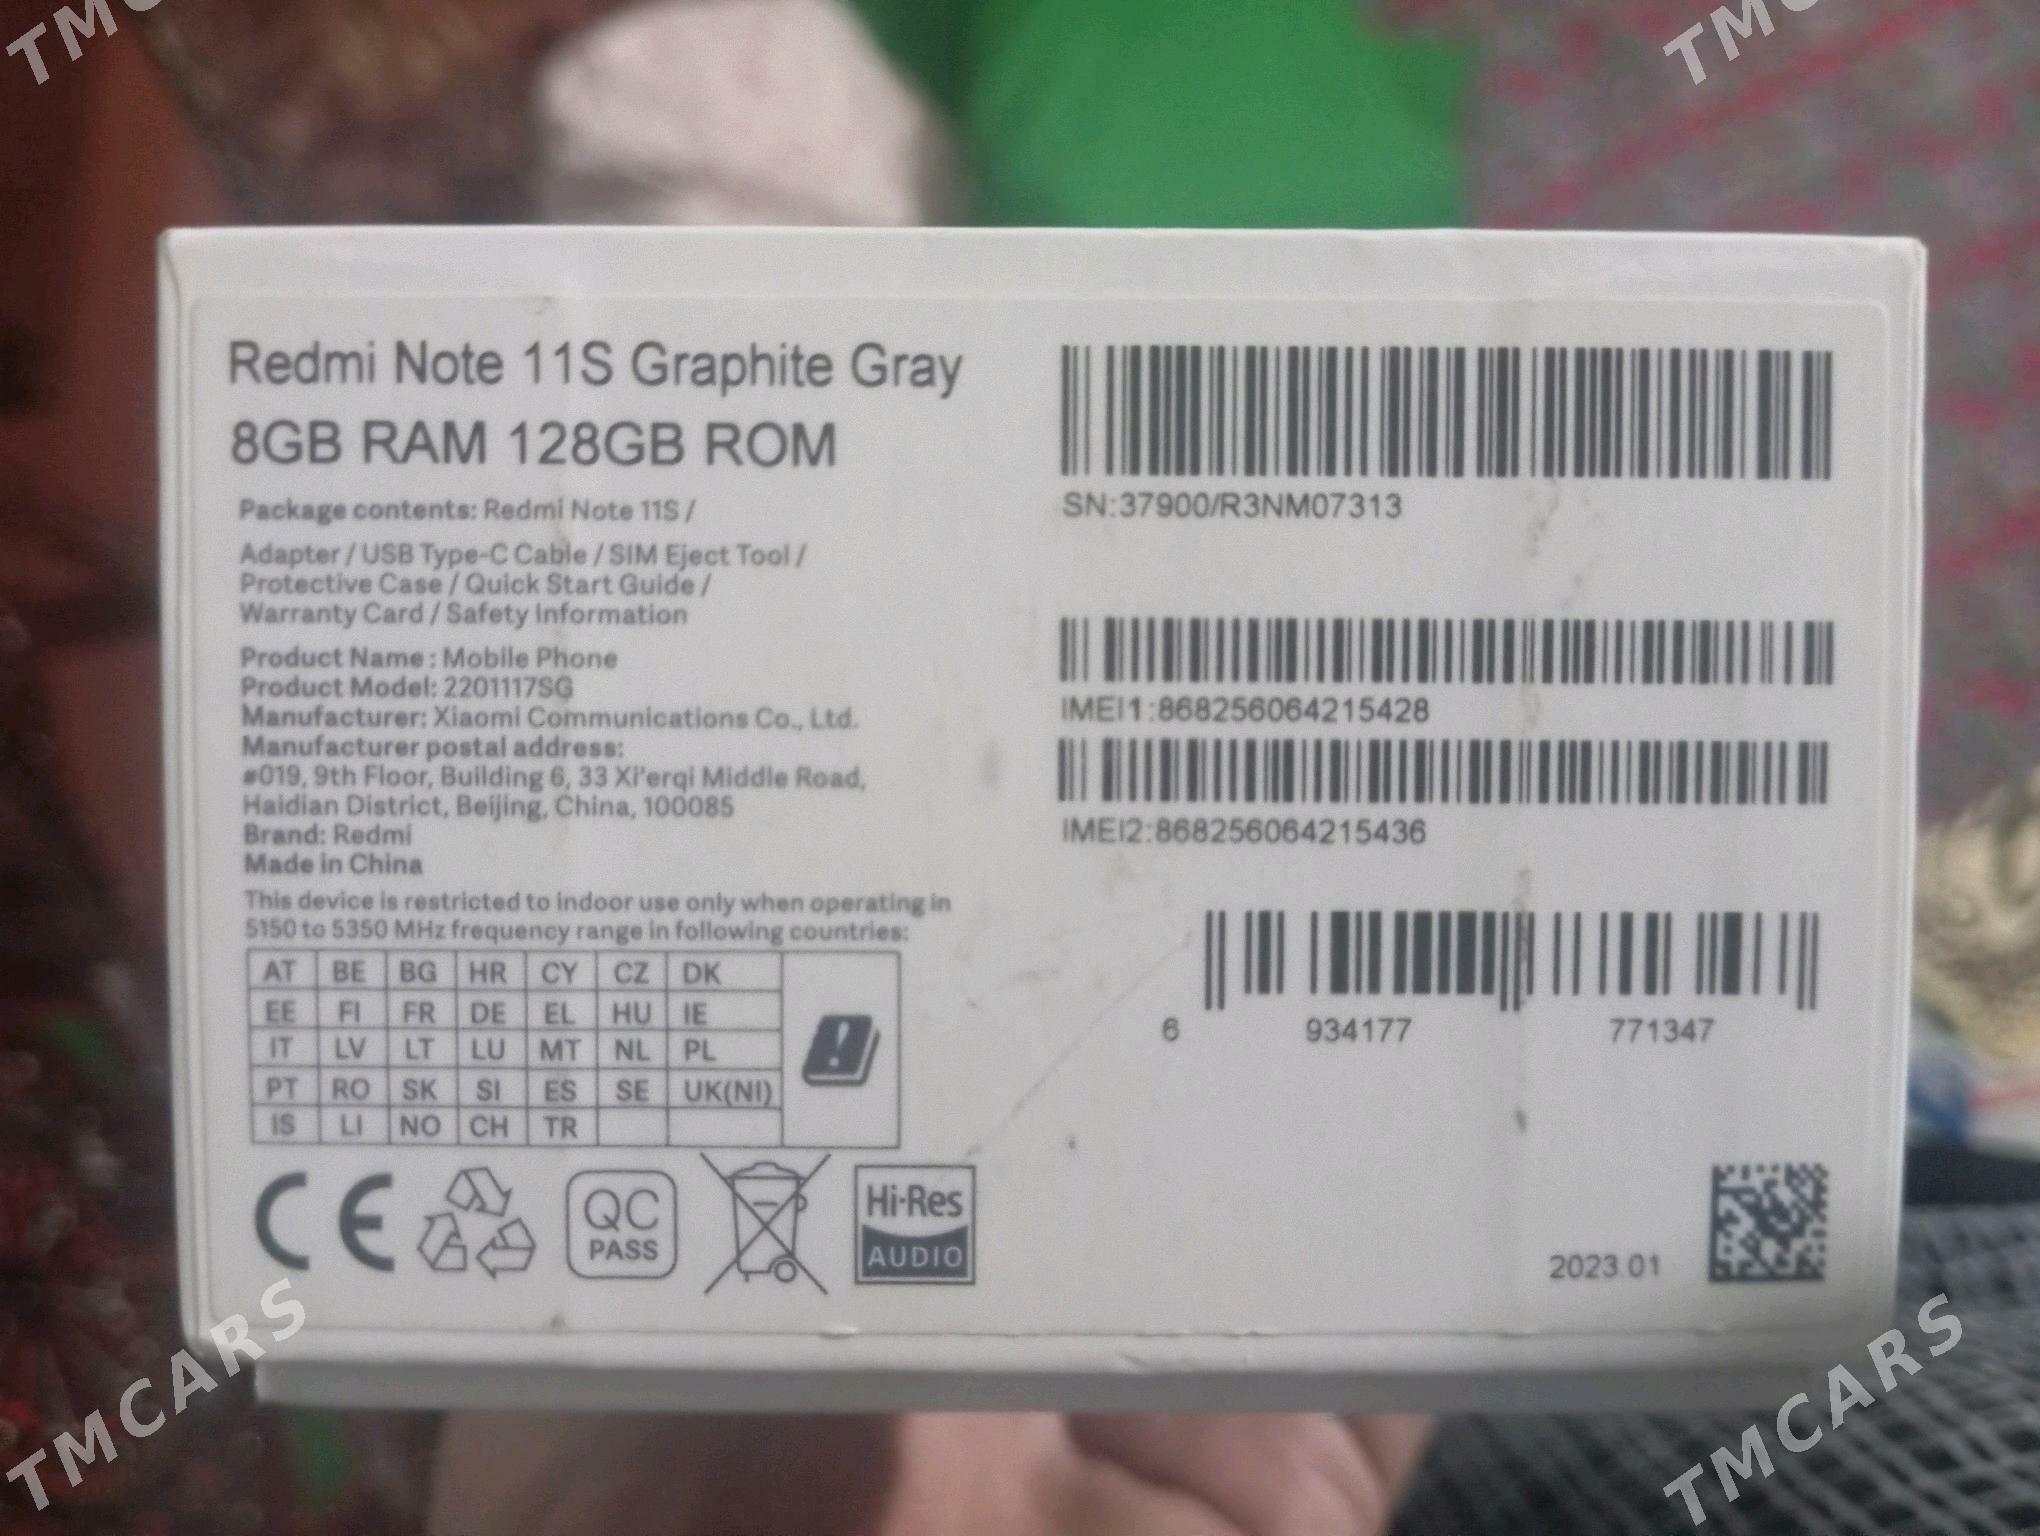 Redmi Note 11S Graphite Gray
8GB RAM 128GB ROM
Package contents: Redmi Note 11S /
Adapter / USB Type-C Cable / SIM Eject Tool /
Protective Case / Quick Start Guide /
Warranty Card / Safety Information
Product Name : Mobile Phone
Product Model: 2201117SG
Manufacturer: Xiaomi Communications Co., Ltd.
Manufacturer postal address:
#019, 9th Floor, Building 6, 33 Xi'erqi Middle Road,
Haidian District, Beijing, China, 100085
Brand: Redmi
Made in China
This device is restricted to indoor use only when operating in
5150 to 5350 MHz frequency range in following countries:
AT BE BG HR CY CZ DK
EE FI FR DE EL HU IE
IT LV LT LU MT NL PL
PT RO SK SI ES SE UK(NI)
IS LI NO CH TR
CE
QC
PASS
Hi-Res
AUDIO
SN:37900/R3NM07313
IMEI1:868256064215428
IMEI2:868256064215436
6 934177 771347
2023.01
TMCARS
TMCARS
TMC
TMC